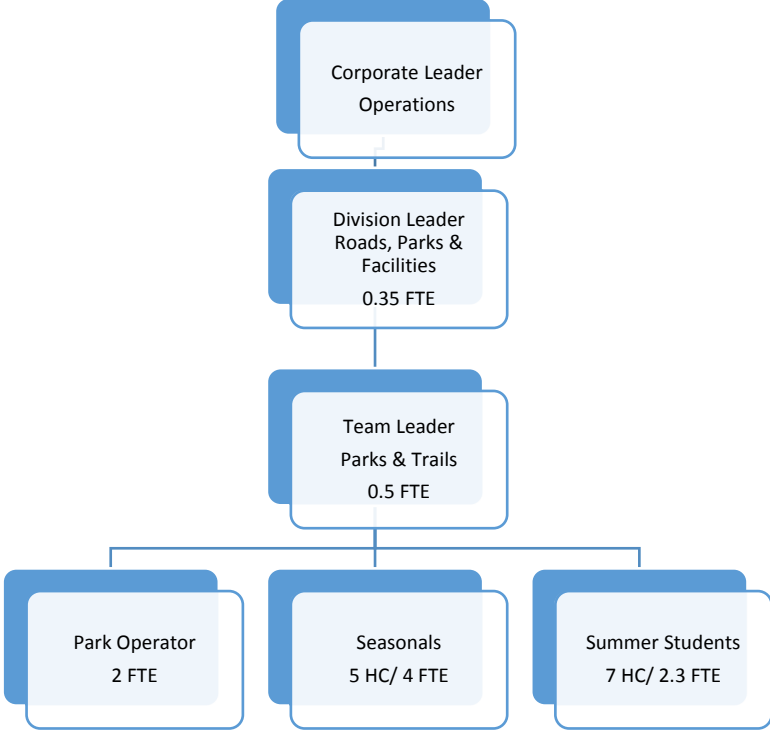 Corporate Leader
Operations
Division Leader
Roads, Parks &
Facilities
0.35 FTE
Team Leader
Parks & Trails
0.5 FTE
Park Operator
2 FTE
Seasonals
5 HC/ 4 FTE
Summer Students
7 HC/ 2.3 FTE